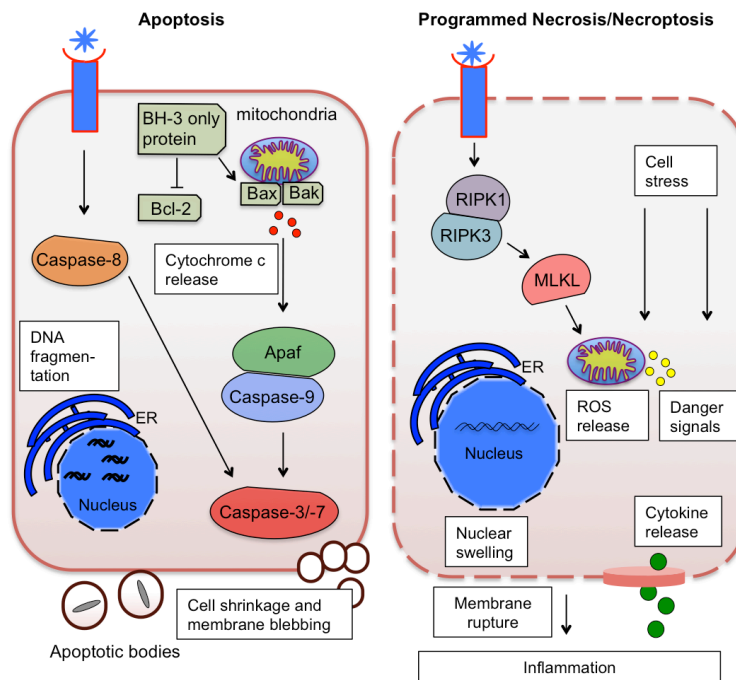 Apoptosis
BH-3 only
protein
mitochondria
Bax
Bak
Bcl-2
Caspase-8
Cytochrome c
release
DNA
fragmen-
tation
Apaf
Caspase-9
ER
Nucleus
Caspase-3/-7
Cell shrinkage and
membrane blebbing
Apoptotic bodies
Programmed Necrosis/Necroptosis
Cell
stress
RIPK1
RIPK3
MLKL
ER
ROS
release
Danger
signals
Nucleus
Nuclear
swelling
Cytokine
release
Membrane
rupture
Inflammation